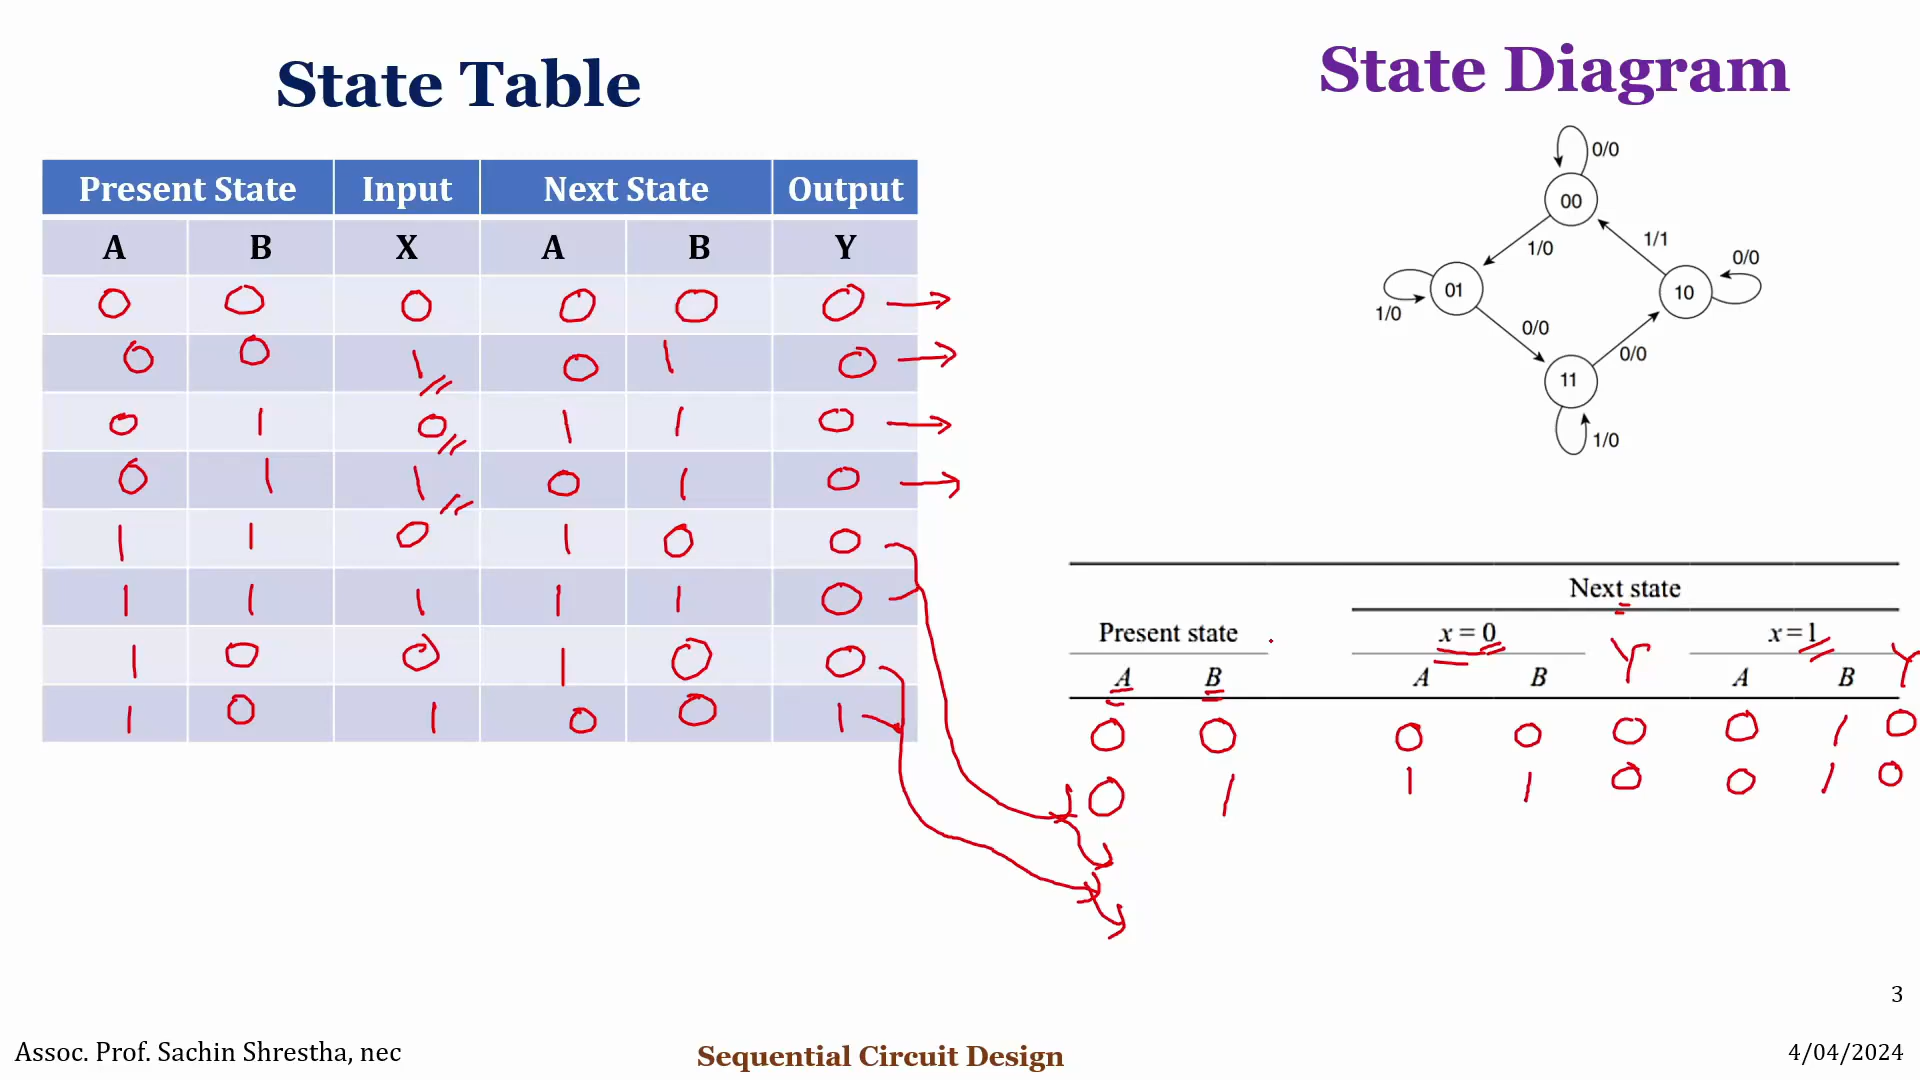 State Table
Present State Input Next State Output
A B X A B Y
0 0 0 0 0 0
0 0 1 0 1 0
0 1 0 1 1 0
0 1 1 0 1 0
1 1 0 1 0 0
1 1 1 1 1 0
1 0 0 1 0 0
1 0 1 0 0 1
State Diagram
0/0
00
1/0
1/1
0/0
01
10
1/0
0/0
0/0
11
1/0
Next state
Present state x = 0 Y x = 1 Y
A B A B A B
0 0 0 0 0 0 1 0
0 1 1 1 0 0 1 0
3
Assoc. Prof. Sachin Shrestha, nec
Sequential Circuit Design
4/04/2024